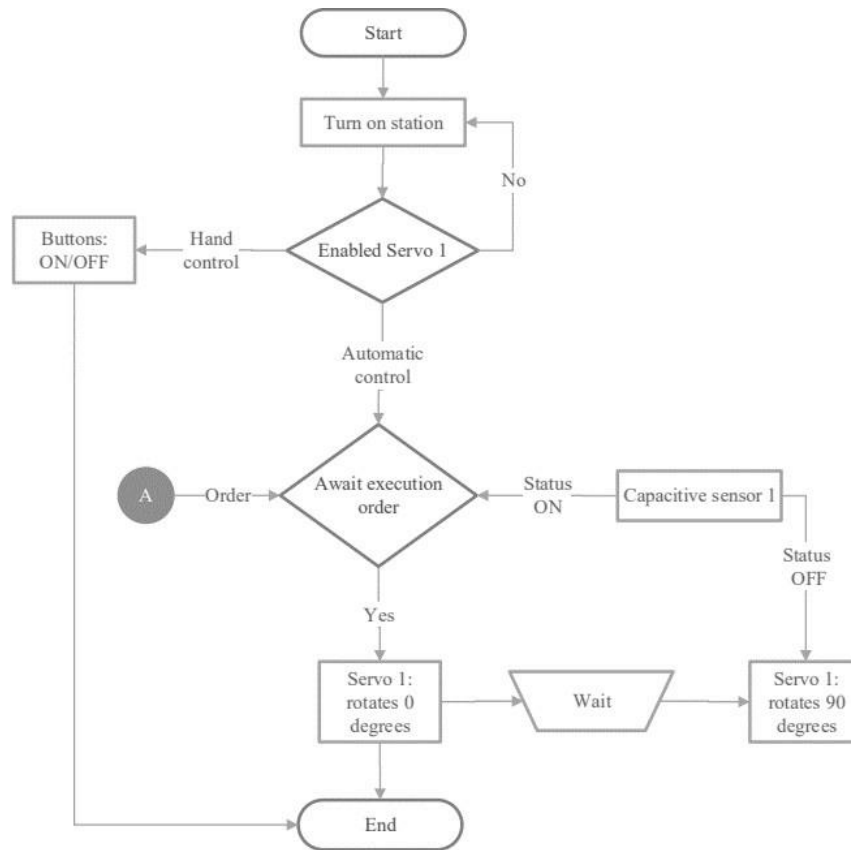 Start
Turn on station
No
Buttons:
ON/OFF
Hand
control
Enabled Servo 1
Automatic
control
A
Order
Await execution
order
Status
ON
Capacitive sensor 1
Status
OFF
Yes
Servo 1:
rotates 0
degrees
Wait
Servo 1:
rotates 90
degrees
End